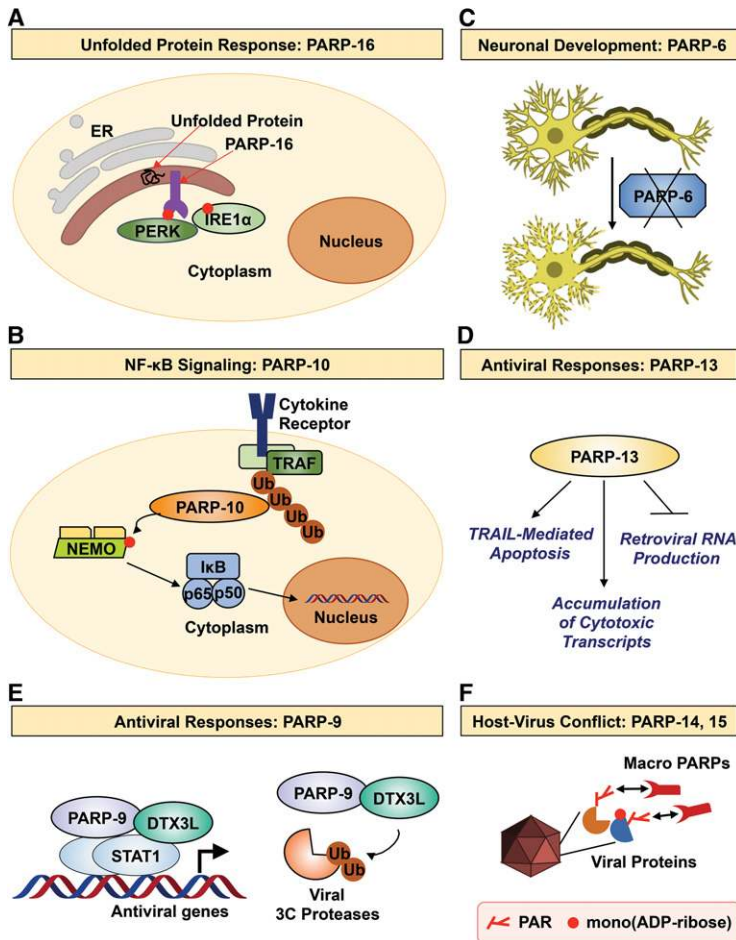 A
Unfolded Protein Response: PARP-16
ER
Unfolded Protein
PARP-16
PERK
IRE1α
Cytoplasm
Nucleus
B
NF-κB Signaling: PARP-10
Cytokine
Receptor
TRAF
Ub
Ub
Ub
Ub
PARP-10
NEMO
IκB
p65
p50
Cytoplasm
Nucleus
C
Neuronal Development: PARP-6
PARP-6
D
Antiviral Responses: PARP-13
PARP-13
TRAIL-Mediated
Apoptosis
Retroviral RNA
Production
Accumulation
of Cytotoxic
Transcripts
E
Antiviral Responses: PARP-9
PARP-9
DTX3L
STAT1
Antiviral genes
PARP-9
DTX3L
Ub
Ub
Viral
3C Proteases
F
Host-Virus Conflict: PARP-14, 15
Macro PARPs
Viral Proteins
PAR
mono(ADP-ribose)